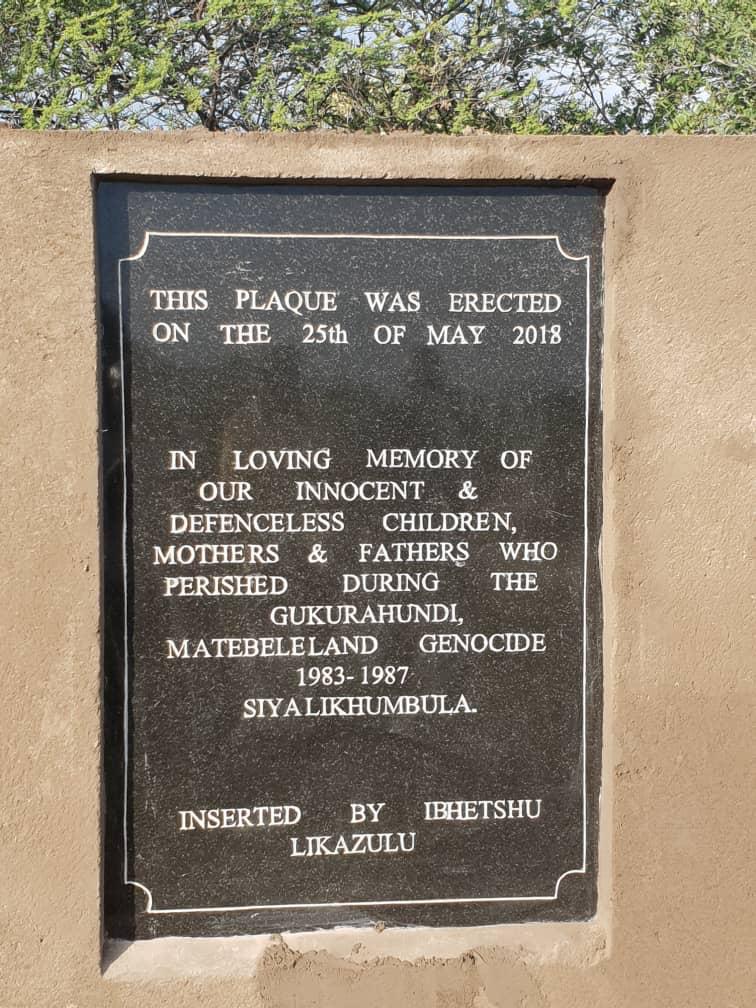 THIS PLAQUE WAS ERECTED
ON THE 25th OF MAY 2018
IN LOVING MEMORY OF
OUR INNOCENT &
DEFENCELESS CHILDREN,
MOTHERS & FATHERS WHO
PERISHED DURING THE
GUKURAHUNDI,
MATEBELELAND GENOCIDE
1983-1987
SIYALIKHUMBULA.
INSERTED BY IBHETSHU
LIKAZULU